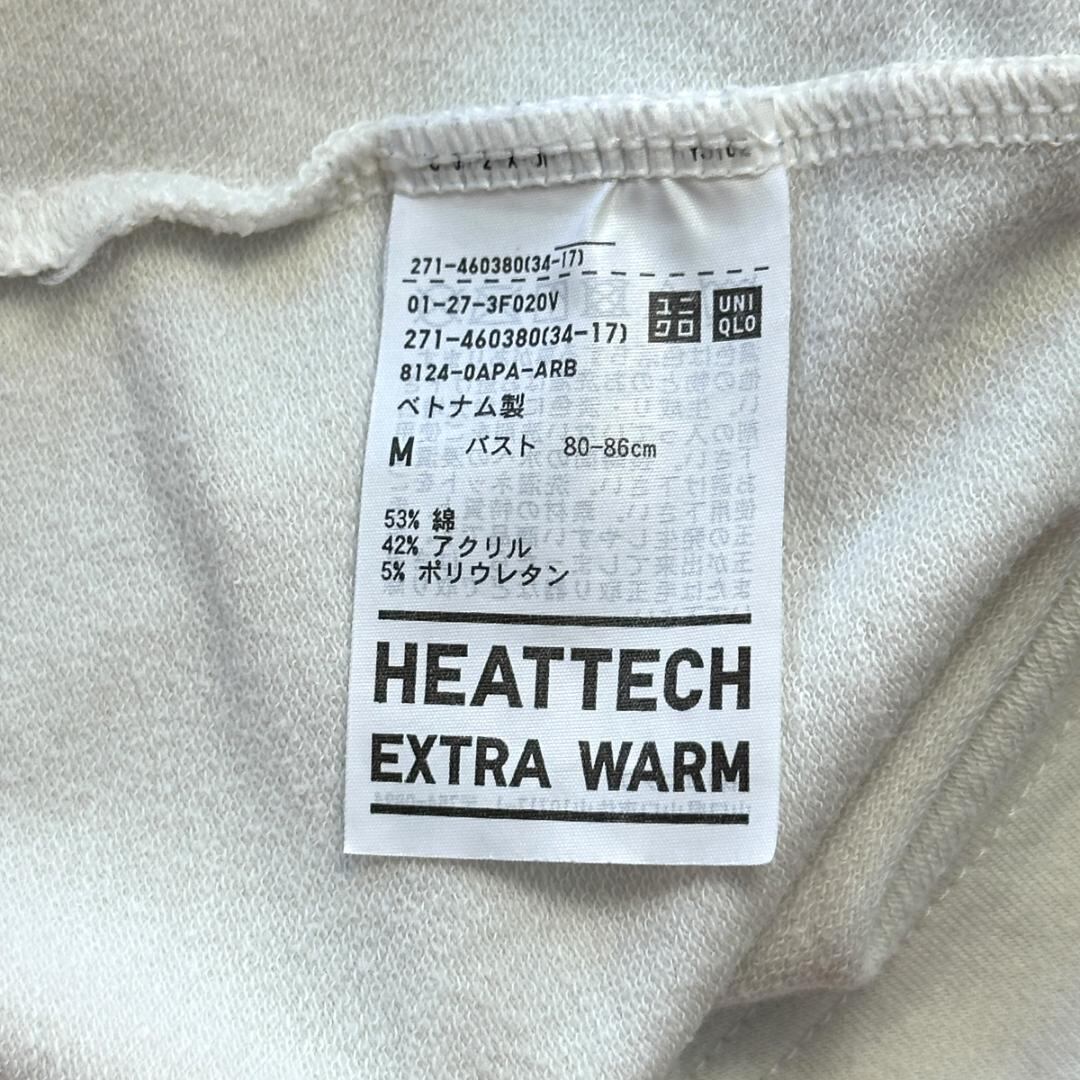 271-460380(34-17)
01-27-3F020V
ユニクロ UNIQLO
271-460380(34-17)
8124-0APA-ARB
ベトナム製
M バスト 80-86cm
53% 綿
42% アクリル
5% ポリウレタン
HEATTECH
EXTRA WARM